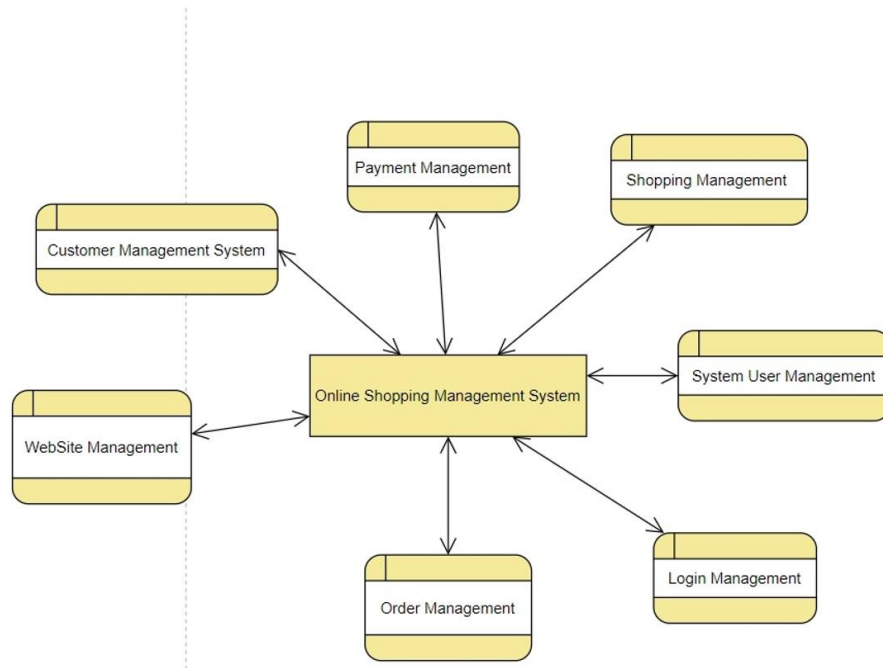 Payment Management
Shopping Management
Customer Management System
System User Management
Online Shopping Management System
WebSite Management
Login Management
Order Management